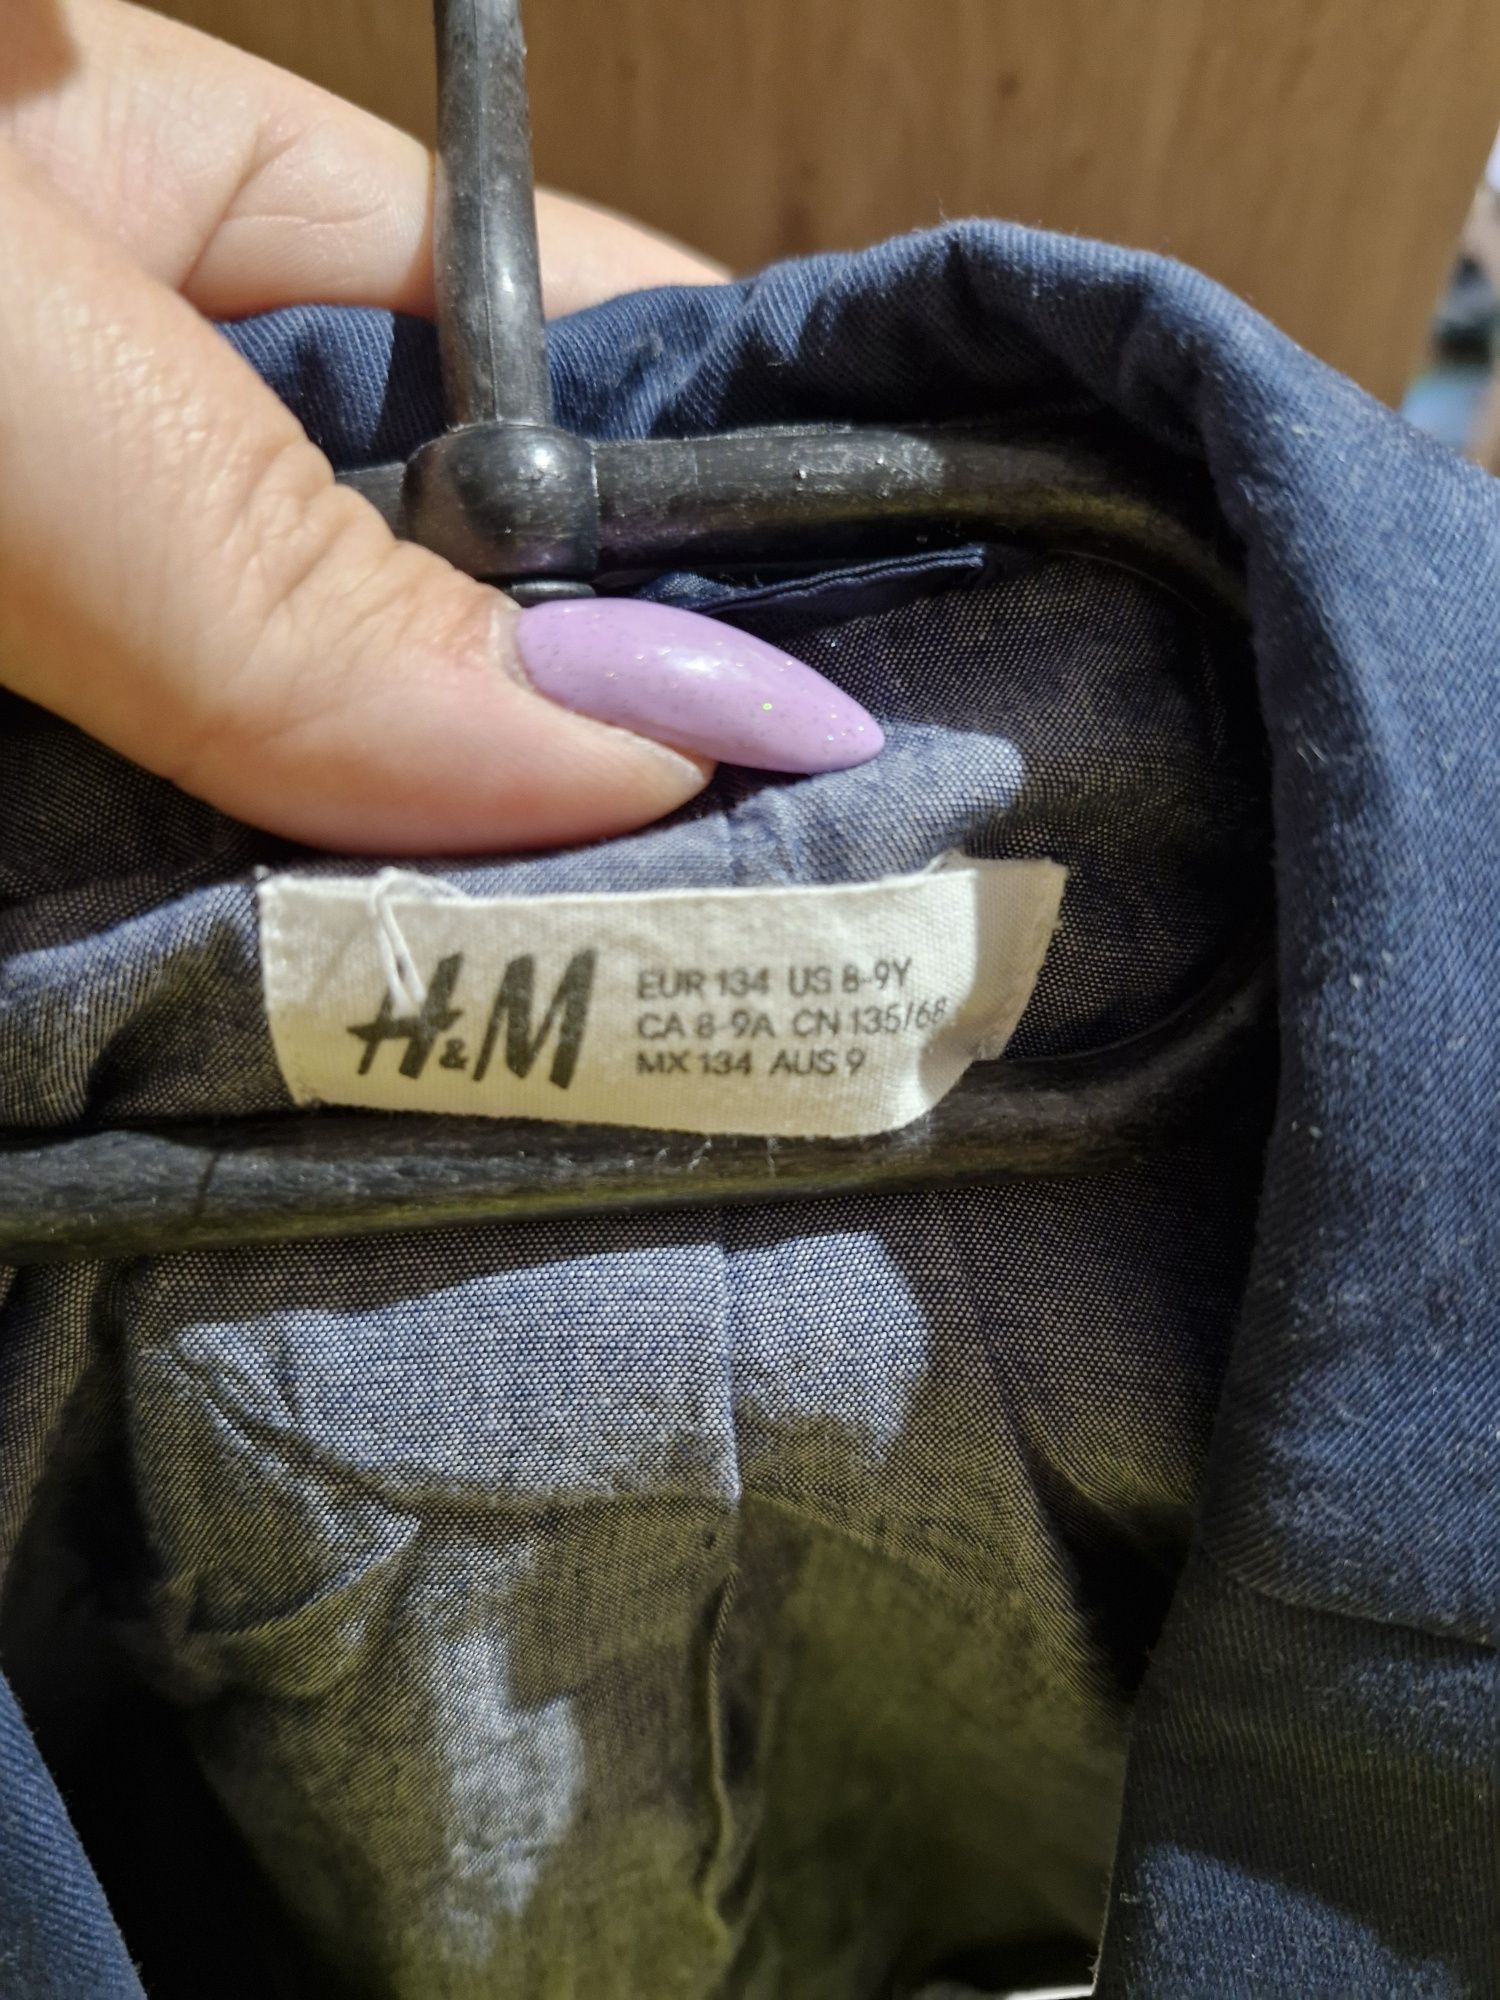 H&M
EUR 134 US 8-9Y
CA 8-9A CN 135/68
MX 134 AUS 9